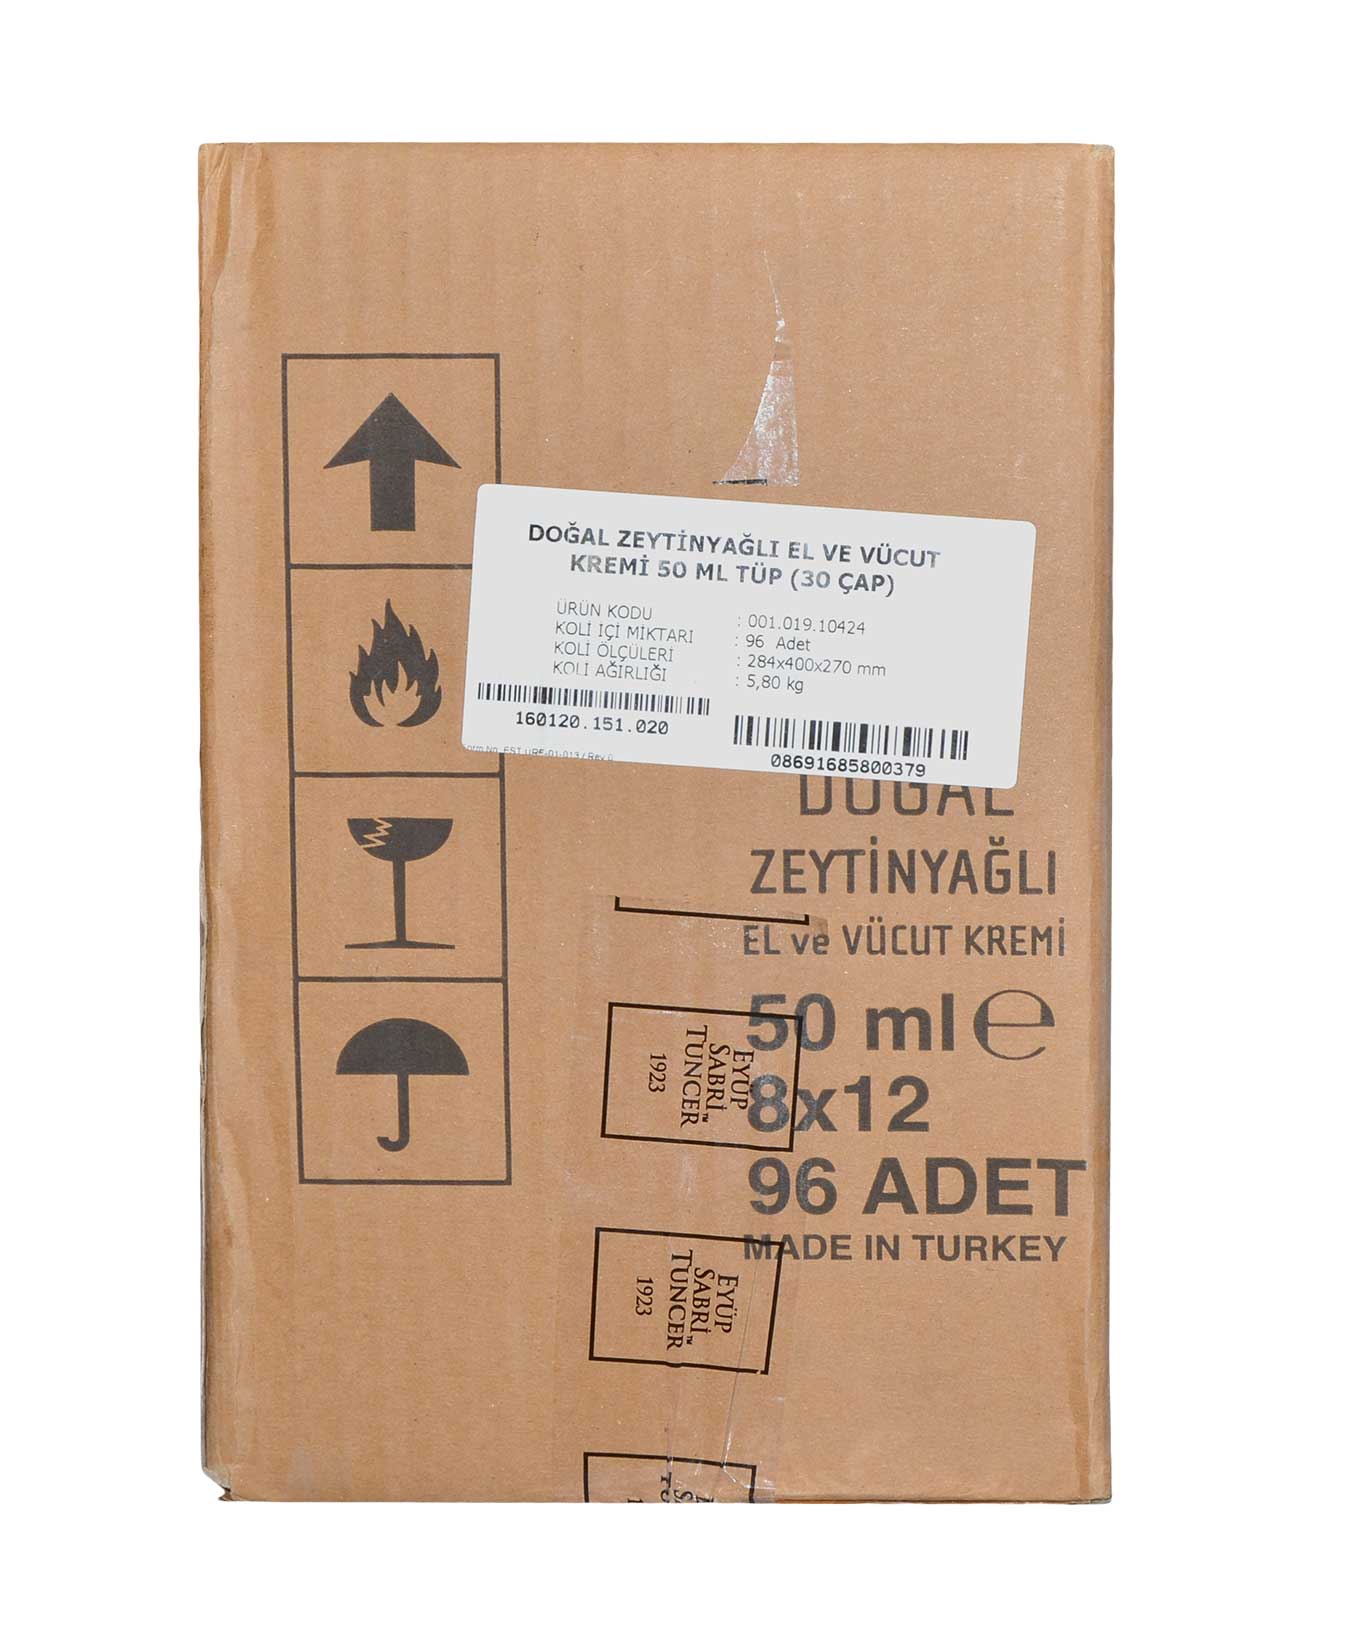 DOĞAL ZEYTİNYAĞLI EL VE VÜCUT
KREMİ 50 ML TÜP (30 ÇAP)
ÜRÜN KODU : 001.019.10424
KOLİ İÇİ MİKTARI : 96 Adet
KOLİ ÖLÇÜLERİ : 284x400x270 mm
KOLİ AĞIRLIĞI : 5,80 kg
160120.151.020
08691685800379
DOĞAL
ZEYTİNYAĞLI
EL ve VÜCUT KREMİ
50 ml ℮
8x12
96 ADET
MADE IN TURKEY
EYÜP
SABRİ
TUNCER™
1923
EYÜP
SABRİ
TUNCER™
1923